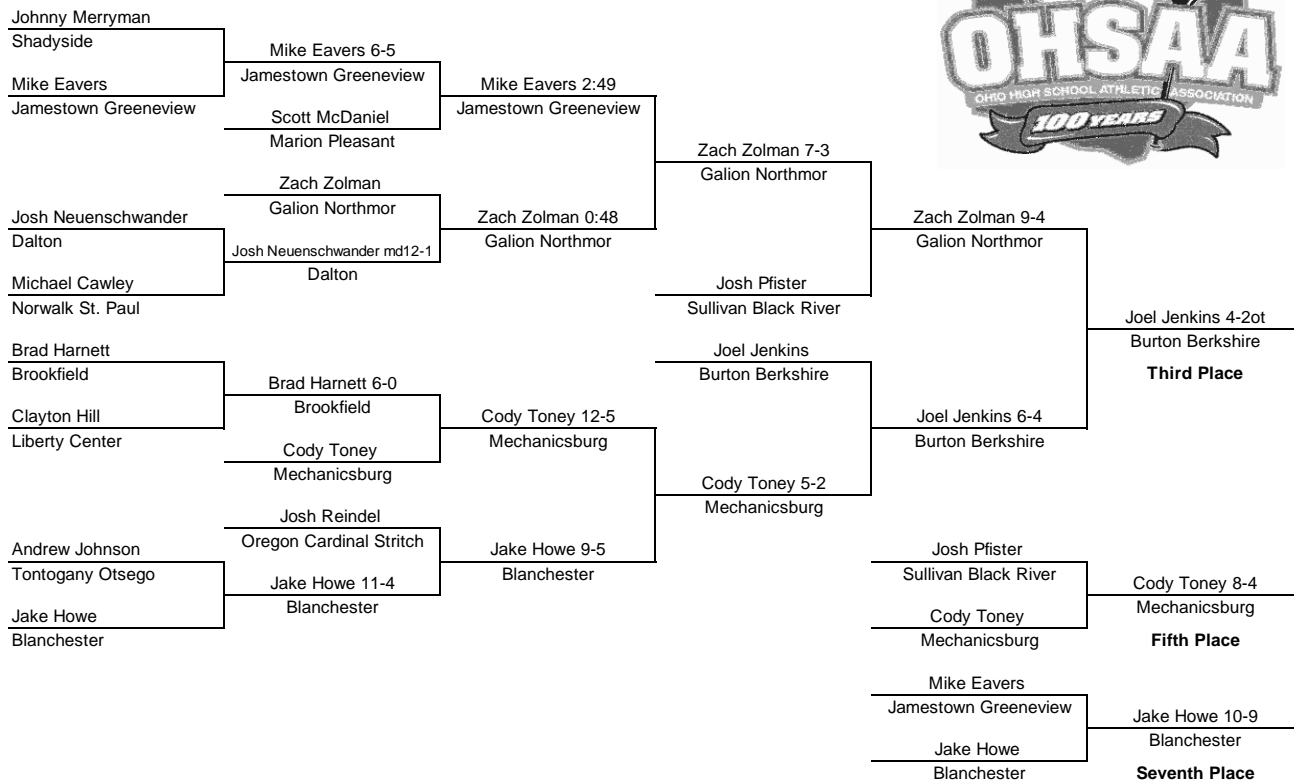 Johnny Merryman
Shadyside
Mike Eavers
Jamestown Greeneview
Mike Eavers 6-5
Jamestown Greeneview
Scott McDaniel
Marion Pleasant
Mike Eavers 2:49
Jamestown Greeneview
Zach Zolman
Galion Northmor
Josh Neuenschwander
Dalton
Michael Cawley
Norwalk St. Paul
Josh Neuenschwander md12-1
Dalton
Zach Zolman 0:48
Galion Northmor
Zach Zolman 7-3
Galion Northmor
Josh Pfister
Sullivan Black River
Zach Zolman 9-4
Galion Northmor
Brad Harnett
Brookfield
Clayton Hill
Liberty Center
Brad Harnett 6-0
Brookfield
Cody Toney
Mechanicsburg
Cody Toney 12-5
Mechanicsburg
Josh Reindel
Oregon Cardinal Stritch
Andrew Johnson
Tontogany Otsego
Jake Howe
Blanchester
Jake Howe 11-4
Blanchester
Jake Howe 9-5
Blanchester
Joel Jenkins
Burton Berkshire
Cody Toney 5-2
Mechanicsburg
Joel Jenkins 6-4
Burton Berkshire
Joel Jenkins 4-2ot
Burton Berkshire
Third Place
Josh Pfister
Sullivan Black River
Cody Toney
Mechanicsburg
Cody Toney 8-4
Mechanicsburg
Fifth Place
Mike Eavers
Jamestown Greeneview
Jake Howe
Blanchester
Jake Howe 10-9
Blanchester
Seventh Place
OHSAA
OHIO HIGH SCHOOL ATHLETIC ASSOCIATION
100 YEARS